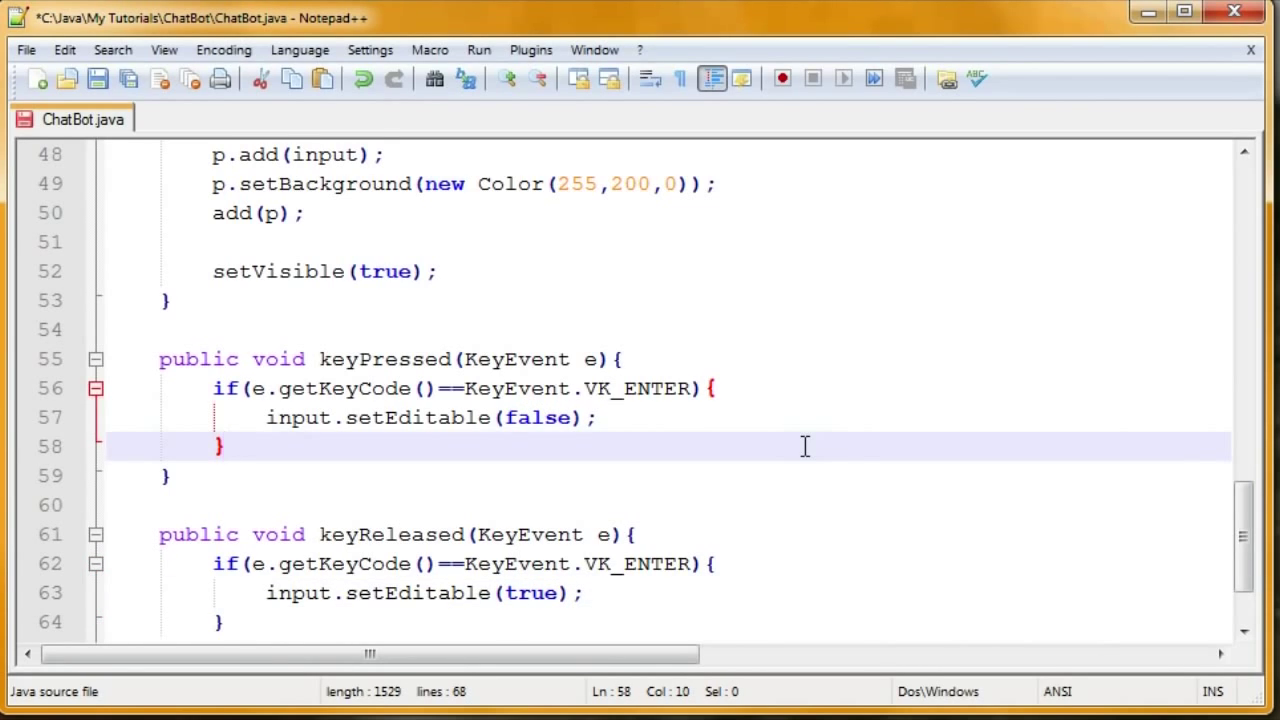 *C:\Java\My Tutorials\ChatBot\ChatBot.java - Notepad++
File Edit Search View Encoding Language Settings Macro Run Plugins Window ? X
ABC
ChatBot.java
48 p.add(input);
49 p.setBackground(new Color(255,200,0));
50 add(p);
51
52 setVisible(true);
53 }
54
55 public void keyPressed(KeyEvent e){
56 if(e.getKeyCode()==KeyEvent.VK_ENTER){
57 input.setEditable(false);
58 }
59 }
60
61 public void keyReleased(KeyEvent e){
62 if(e.getKeyCode()==KeyEvent.VK_ENTER){
63 input.setEditable(true);
64 }
Java source file length : 1529 lines : 68 Ln : 58 Col : 10 Sel : 0 Dos\Windows ANSI INS